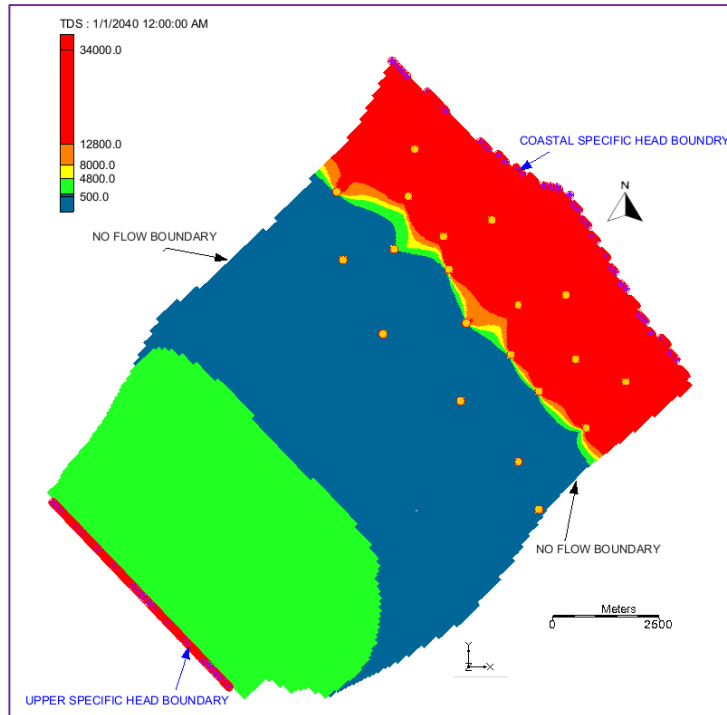 TDS : 1/1/2040 12:00:00 AM
34000.0
12800.0
8000.0
4800.0
500.0
COASTAL SPECIFIC HEAD BOUNDRY
N
NO FLOW BOUNDARY
NO FLOW BOUNDARY
Meters
0 2500
Y
Z X
UPPER SPECIFIC HEAD BOUNDARY